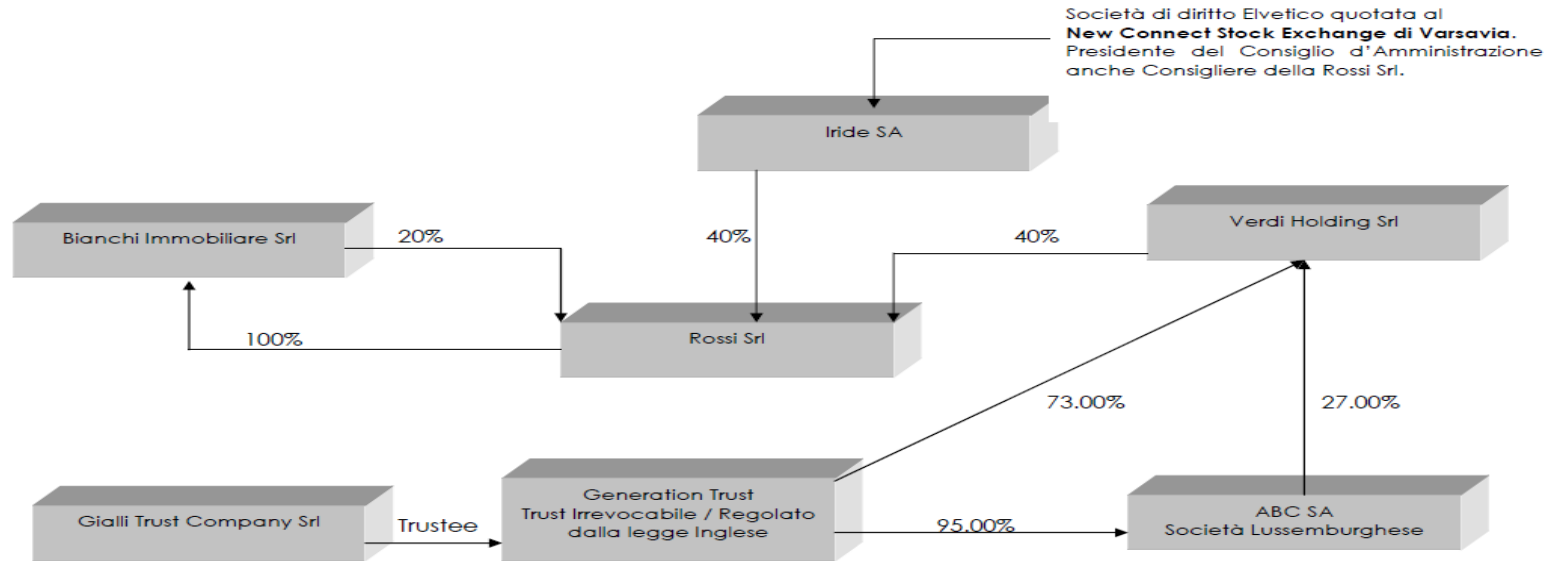 Società di diritto Elvetico quotata al
New Connect Stock Exchange di Varsavia.
Presidente del Consiglio d'Amministrazione
anche Consigliere della Rossi Srl.
Iride SA
Bianchi Immobiliare Srl
20%
40%
40%
Verdi Holding Srl
100%
Rossi Srl
73.00%
27.00%
Gialli Trust Company Srl
Trustee
Generation Trust
Trust Irrevocabile / Regolato
dalla legge Inglese
95.00%
ABC SA
Società Lussemburghese